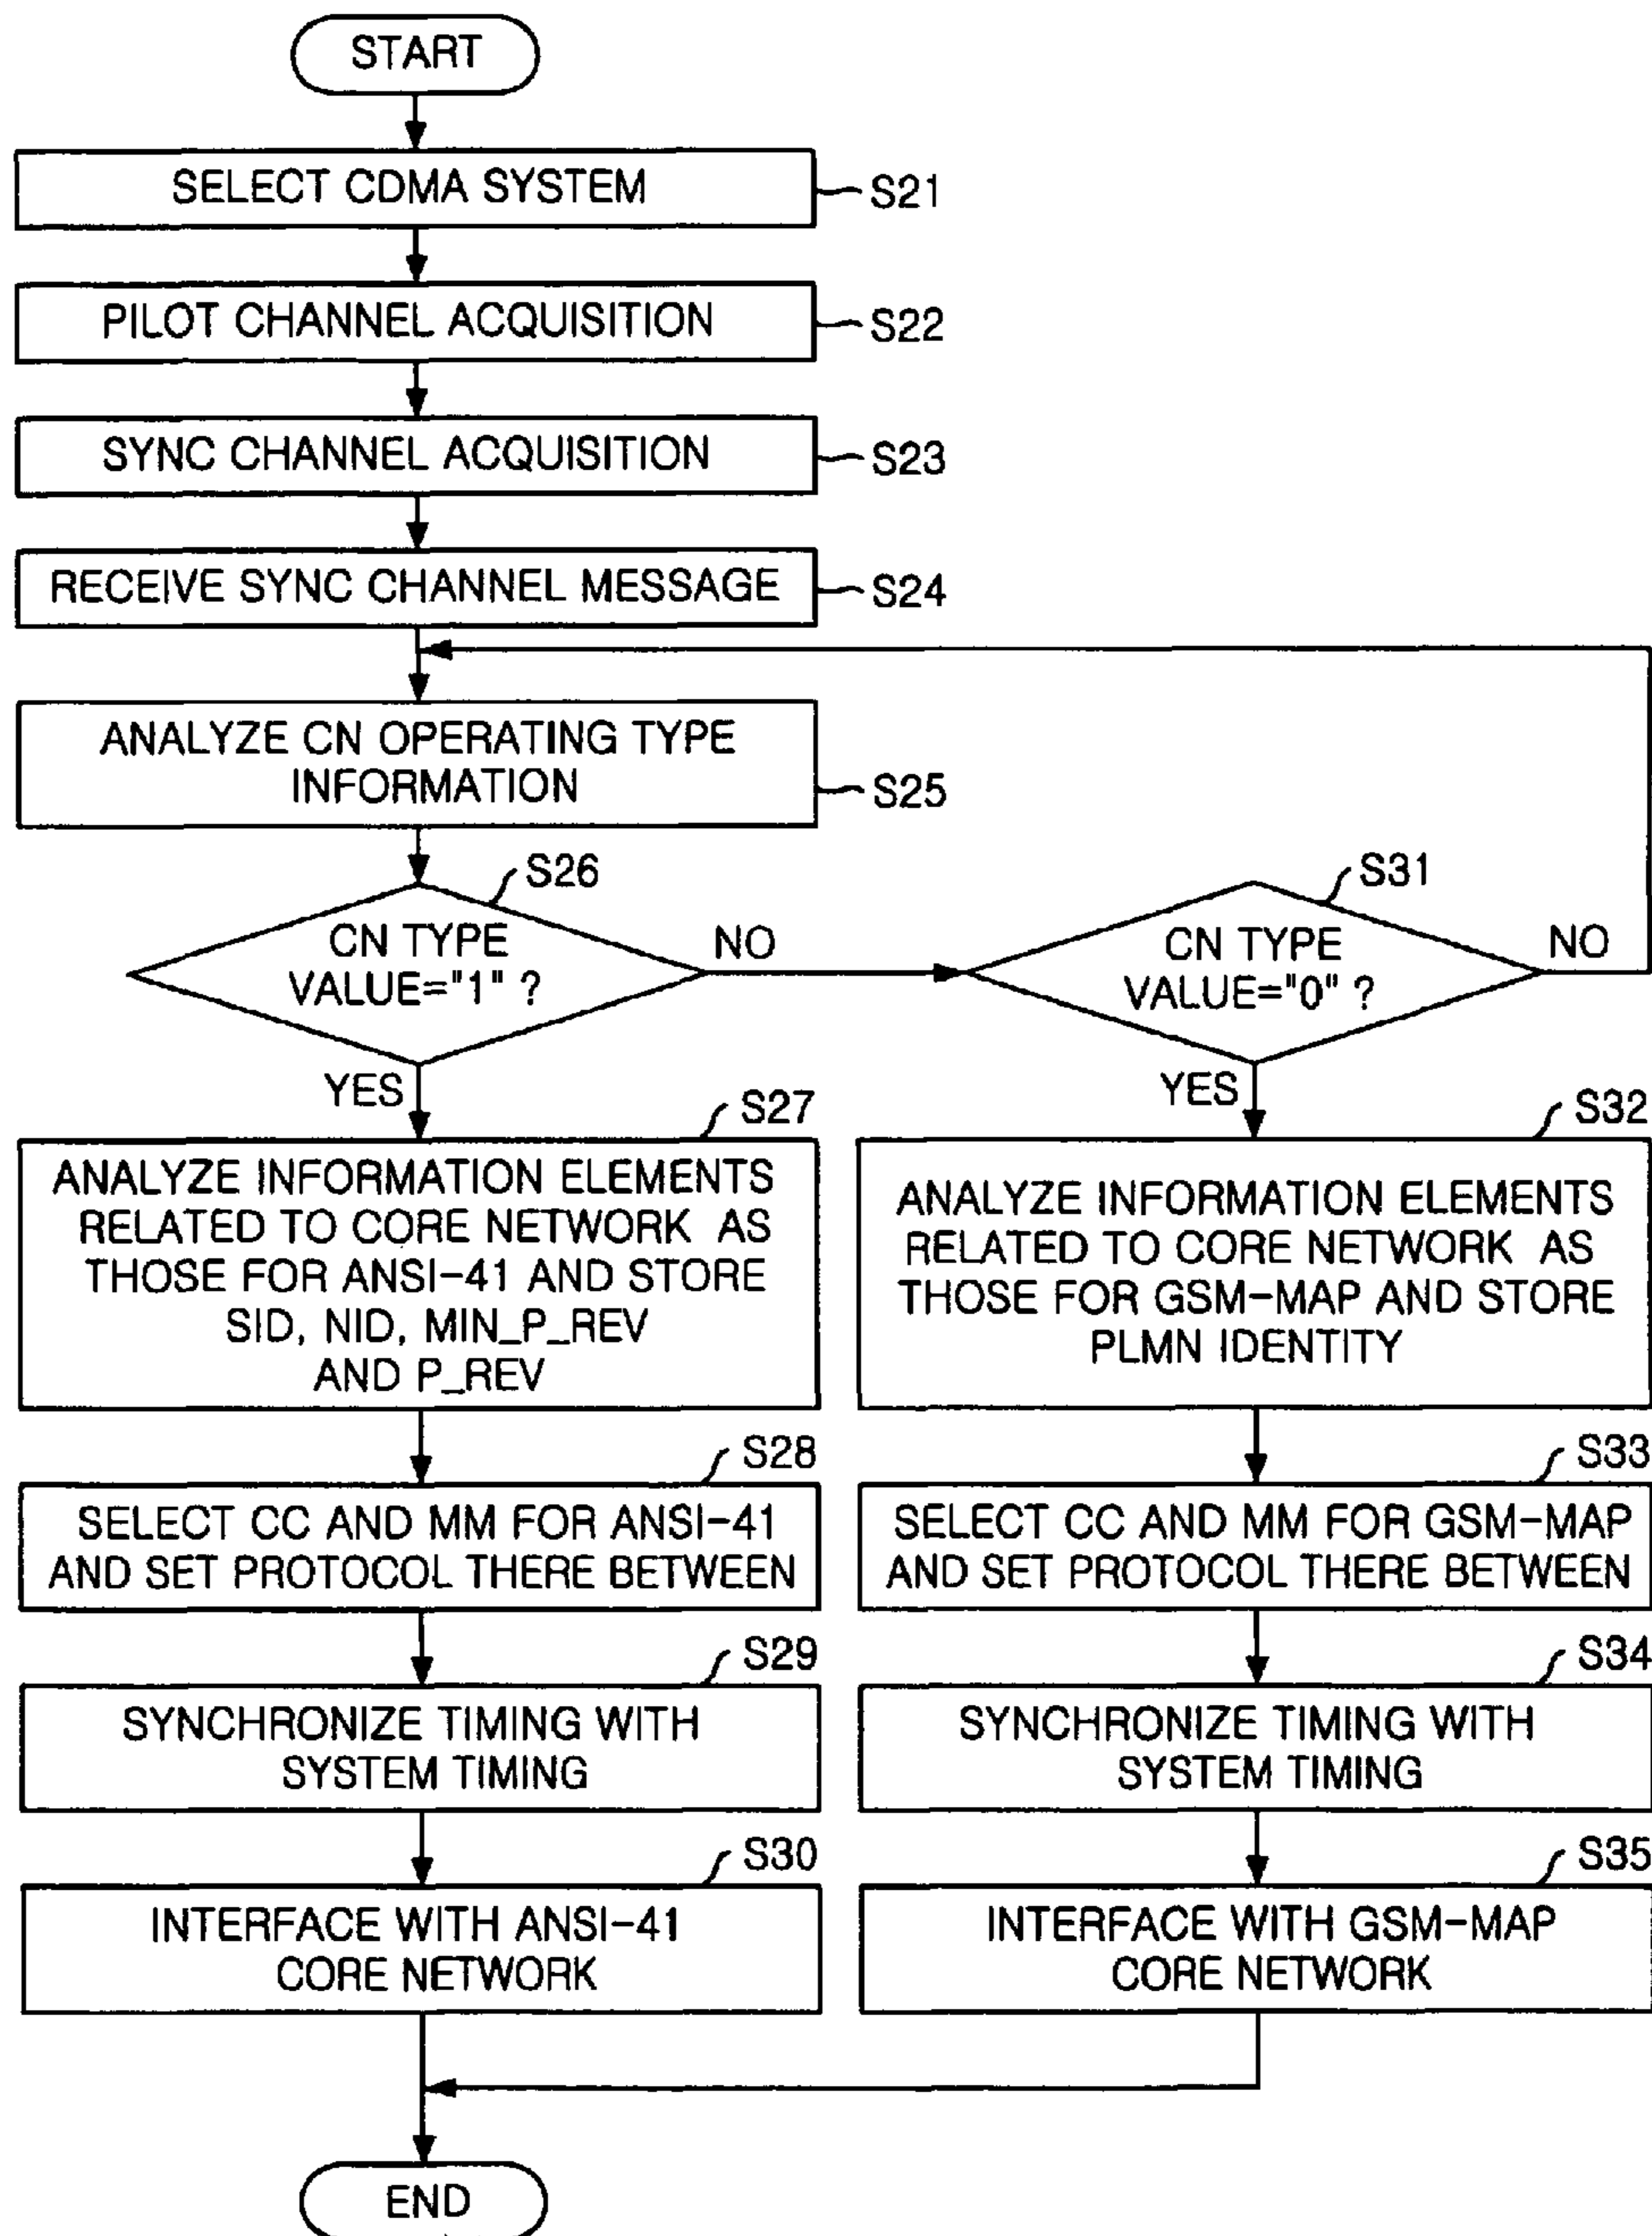 START
SELECT CDMA SYSTEM
S21
PILOT CHANNEL ACQUISITION
S22
SYNC CHANNEL ACQUISITION
S23
RECEIVE SYNC CHANNEL MESSAGE
S24
ANALYZE CN OPERATING TYPE
INFORMATION
S25
S26
CN TYPE
VALUE="1" ?
NO
YES
S31
CN TYPE
VALUE="0" ?
NO
YES
S27
ANALYZE INFORMATION ELEMENTS
RELATED TO CORE NETWORK AS
THOSE FOR ANSI-41 AND STORE
SID, NID, MIN_P_REV
AND P_REV
S32
ANALYZE INFORMATION ELEMENTS
RELATED TO CORE NETWORK AS
THOSE FOR GSM-MAP AND STORE
PLMN IDENTITY
S28
SELECT CC AND MM FOR ANSI-41
AND SET PROTOCOL THERE BETWEEN
S33
SELECT CC AND MM FOR GSM-MAP
AND SET PROTOCOL THERE BETWEEN
S29
SYNCHRONIZE TIMING WITH
SYSTEM TIMING
S34
SYNCHRONIZE TIMING WITH
SYSTEM TIMING
S30
INTERFACE WITH ANSI-41
CORE NETWORK
S35
INTERFACE WITH GSM-MAP
CORE NETWORK
END